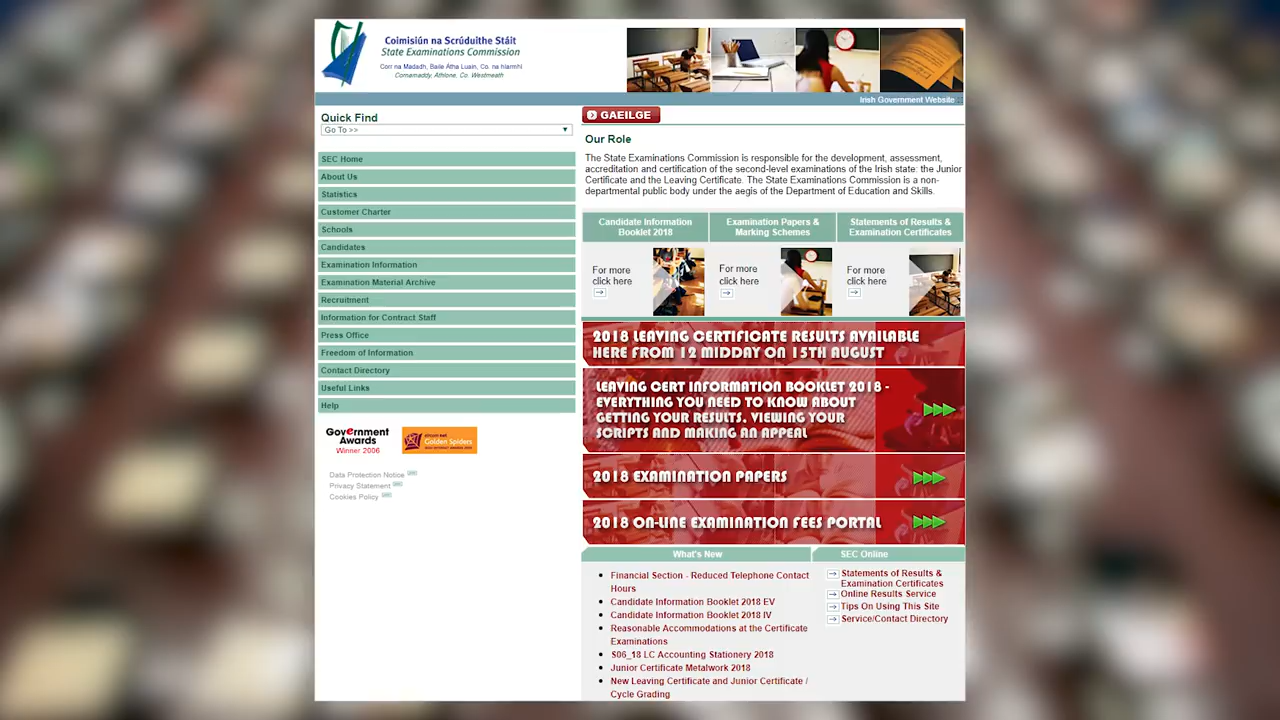 Coimisiún na Scrúduithe Stáit
State Examinations Commission
Corr na Madadh, Baile Átha Luain, Co. na hIarmhí
Cornamaddy, Athlone, Co. Westmeath
Irish Government Website
Quick Find
Go To >>
SEC Home
About Us
Statistics
Customer Charter
Schools
Candidates
Examination Information
Examination Material Archive
Recruitment
Information for Contract Staff
Press Office
Freedom of Information
Contact Directory
Useful Links
Help
Government
Awards
Winner 2006
Golden Spiders
Data Protection Notice
Privacy Statement
Cookies Policy
GAEILGE
Our Role
The State Examinations Commission is responsible for the development, assessment,
accreditation and certification of the second-level examinations of the Irish state: the Junior
Certificate and the Leaving Certificate. The State Examinations Commission is a non-
departmental public body under the aegis of the Department of Education and Skills.
Candidate Information
Booklet 2018
Examination Papers &
Marking Schemes
Statements of Results &
Examination Certificates
For more
click here
For more
click here
For more
click here
2018 LEAVING CERTIFICATE RESULTS AVAILABLE
HERE FROM 12 MIDDAY ON 15TH AUGUST
LEAVING CERT INFORMATION BOOKLET 2018 -
EVERYTHING YOU NEED TO KNOW ABOUT
GETTING YOUR RESULTS, VIEWING YOUR
SCRIPTS AND MAKING AN APPEAL
2018 EXAMINATION PAPERS
2018 ON-LINE EXAMINATION FEES PORTAL
What's New
Financial Section - Reduced Telephone Contact
Hours
Candidate Information Booklet 2018 EV
Candidate Information Booklet 2018 IV
Reasonable Accommodations at the Certificate
Examinations
S06_18 LC Accounting Stationery 2018
Junior Certificate Metalwork 2018
New Leaving Certificate and Junior Certificate /
Cycle Grading
SEC Online
Statements of Results &
Examination Certificates
Online Results Service
Tips On Using This Site
Service/Contact Directory